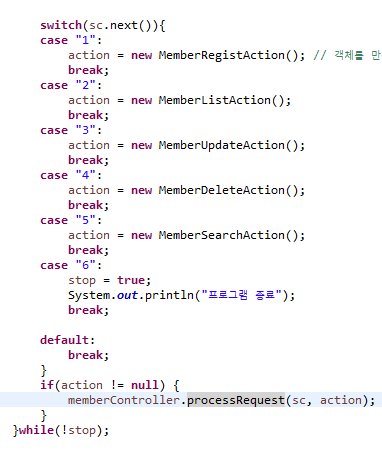 switch(sc.next()){
case "1":
action = new MemberRegistAction(); // 객체를 만
break;
case "2":
action = new MemberListAction();
break;
case "3":
action = new MemberUpdateAction();
break;
case "4":
action = new MemberDeleteAction();
break;
case "5":
action = new MemberSearchAction();
break;
case "6":
stop = true;
System.out.println("프로그램 종료");
break;
default:
break;
}
if(action != null) {
memberController.processRequest(sc, action);
}
}while(!stop);